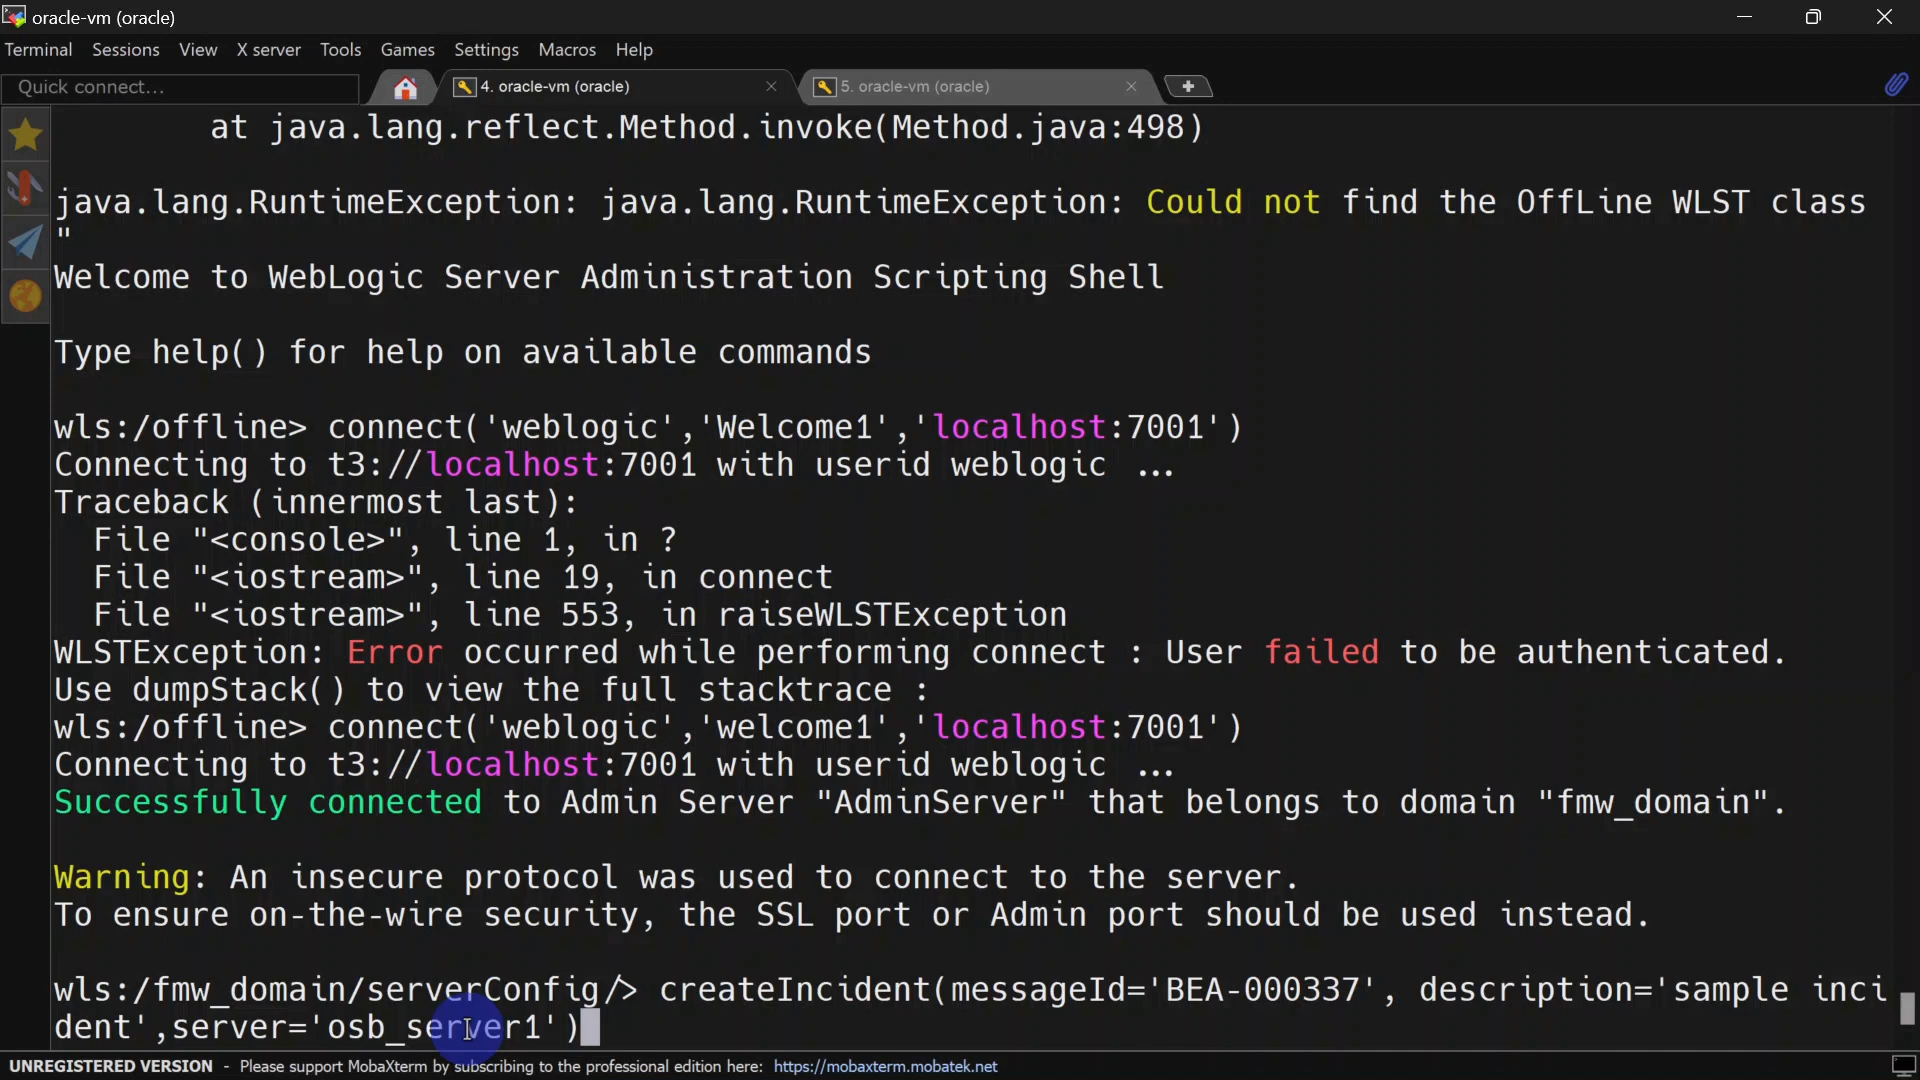 oracle-vm (oracle)
Terminal Sessions View X server Tools Games Settings Macros Help
Quick connect... 4. oracle-vm (oracle) 5. oracle-vm (oracle)
at java.lang.reflect.Method.invoke(Method.java:498)
java.lang.RuntimeException: java.lang.RuntimeException: Could not find the OffLine WLST class
"
Welcome to WebLogic Server Administration Scripting Shell
Type help() for help on available commands
wls:/offline> connect('weblogic','Welcome1','localhost:7001')
Connecting to t3://localhost:7001 with userid weblogic ...
Traceback (innermost last):
File "<console>", line 1, in ?
File "<iostream>", line 19, in connect
File "<iostream>", line 553, in raiseWLSTException
WLSTException: Error occurred while performing connect : User failed to be authenticated.
Use dumpStack() to view the full stacktrace :
wls:/offline> connect('weblogic','welcome1','localhost:7001')
Connecting to t3://localhost:7001 with userid weblogic ...
Successfully connected to Admin Server "AdminServer" that belongs to domain "fmw_domain".
Warning: An insecure protocol was used to connect to the server.
To ensure on-the-wire security, the SSL port or Admin port should be used instead.
wls:/fmw_domain/serverConfig/> createIncident(messageId='BEA-000337', description='sample inci
dent',server='osb_server1')
UNREGISTERED VERSION - Please support MobaXterm by subscribing to the professional edition here: https://mobaxterm.mobatek.net